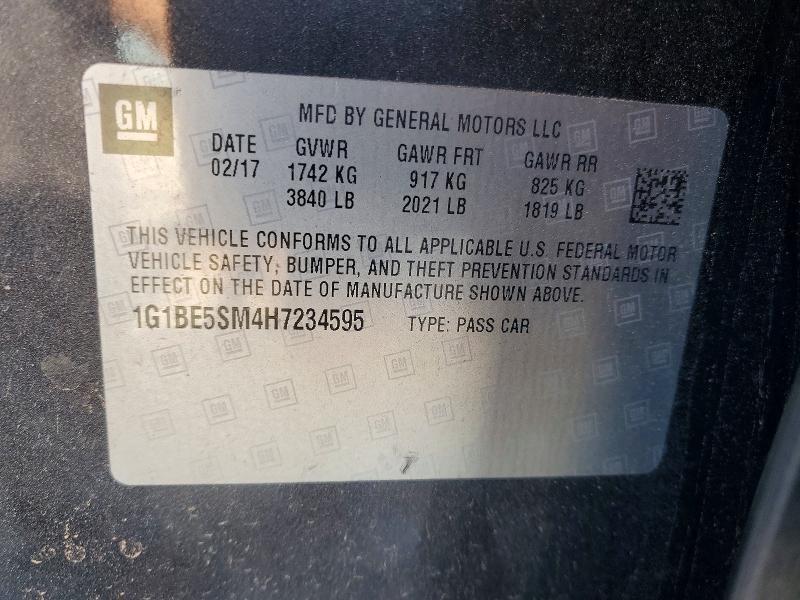 GM
MFD BY GENERAL MOTORS LLC
DATE GVWR GAWR FRT GAWR RR
02/17 1742 KG 917 KG 825 KG
3840 LB 2021 LB 1819 LB
THIS VEHICLE CONFORMS TO ALL APPLICABLE U.S. FEDERAL MOTOR
VEHICLE SAFETY, BUMPER, AND THEFT PREVENTION STANDARDS IN
EFFECT ON THE DATE OF MANUFACTURE SHOWN ABOVE.
1G1BE5SM4H7234595 TYPE: PASS CAR